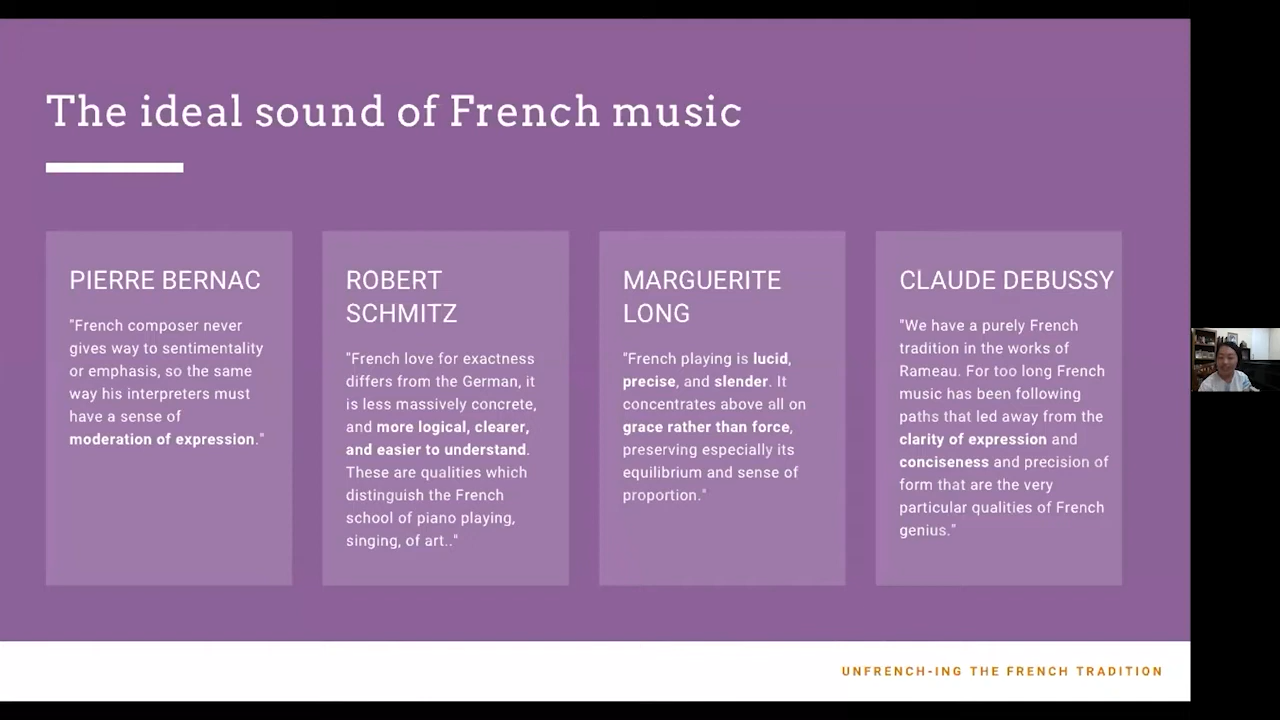 The ideal sound of French music
PIERRE BERNAC
"French composer never
gives way to sentimentality
or emphasis, so the same
way his interpreters must
have a sense of
moderation of expression."
ROBERT
SCHMITZ
"French love for exactness
differs from the German, it
is less massively concrete,
and more logical, clearer,
and easier to understand.
These are qualities which
distinguish the French
school of piano playing,
singing, of art.."
MARGUERITE
LONG
"French playing is lucid,
precise, and slender. It
concentrates above all on
grace rather than force,
preserving especially its
equilibrium and sense of
proportion."
CLAUDE DEBUSSY
"We have a purely French
tradition in the works of
Rameau. For too long French
music has been following
paths that led away from the
clarity of expression and
conciseness and precision of
form that are the very
particular qualities of French
genius."
UNFRENCH-ING THE FRENCH TRADITION